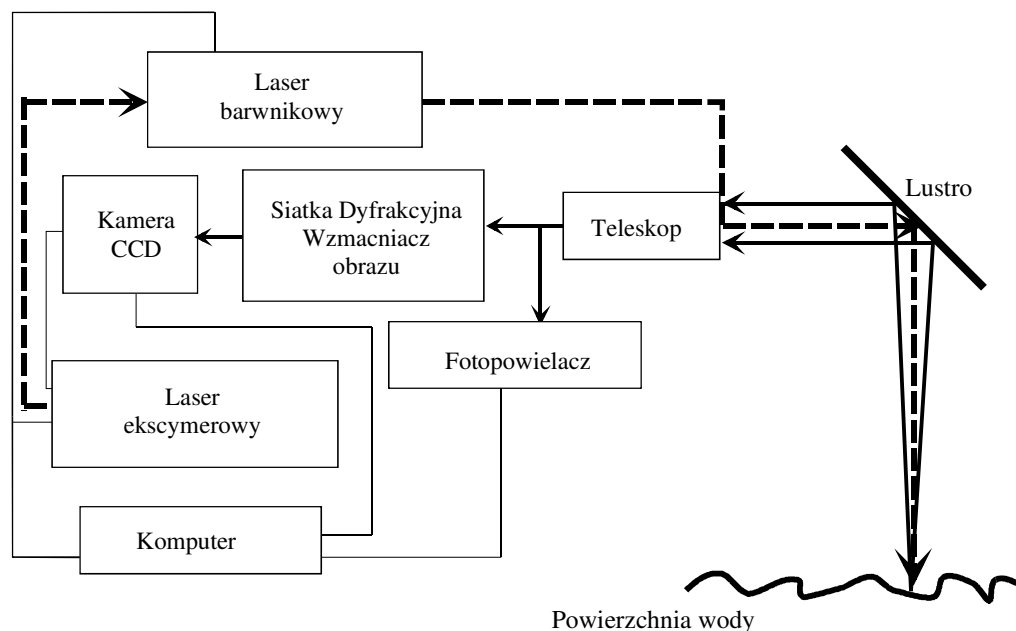 Laser
barwnikowy
Lustro
Kamera
CCD
Siatka Dyfrakcyjna
Wzmacniacz
obrazu
Teleskop
Fotopowielacz
Laser
ekscymerowy
Komputer
Powierzchnia wody